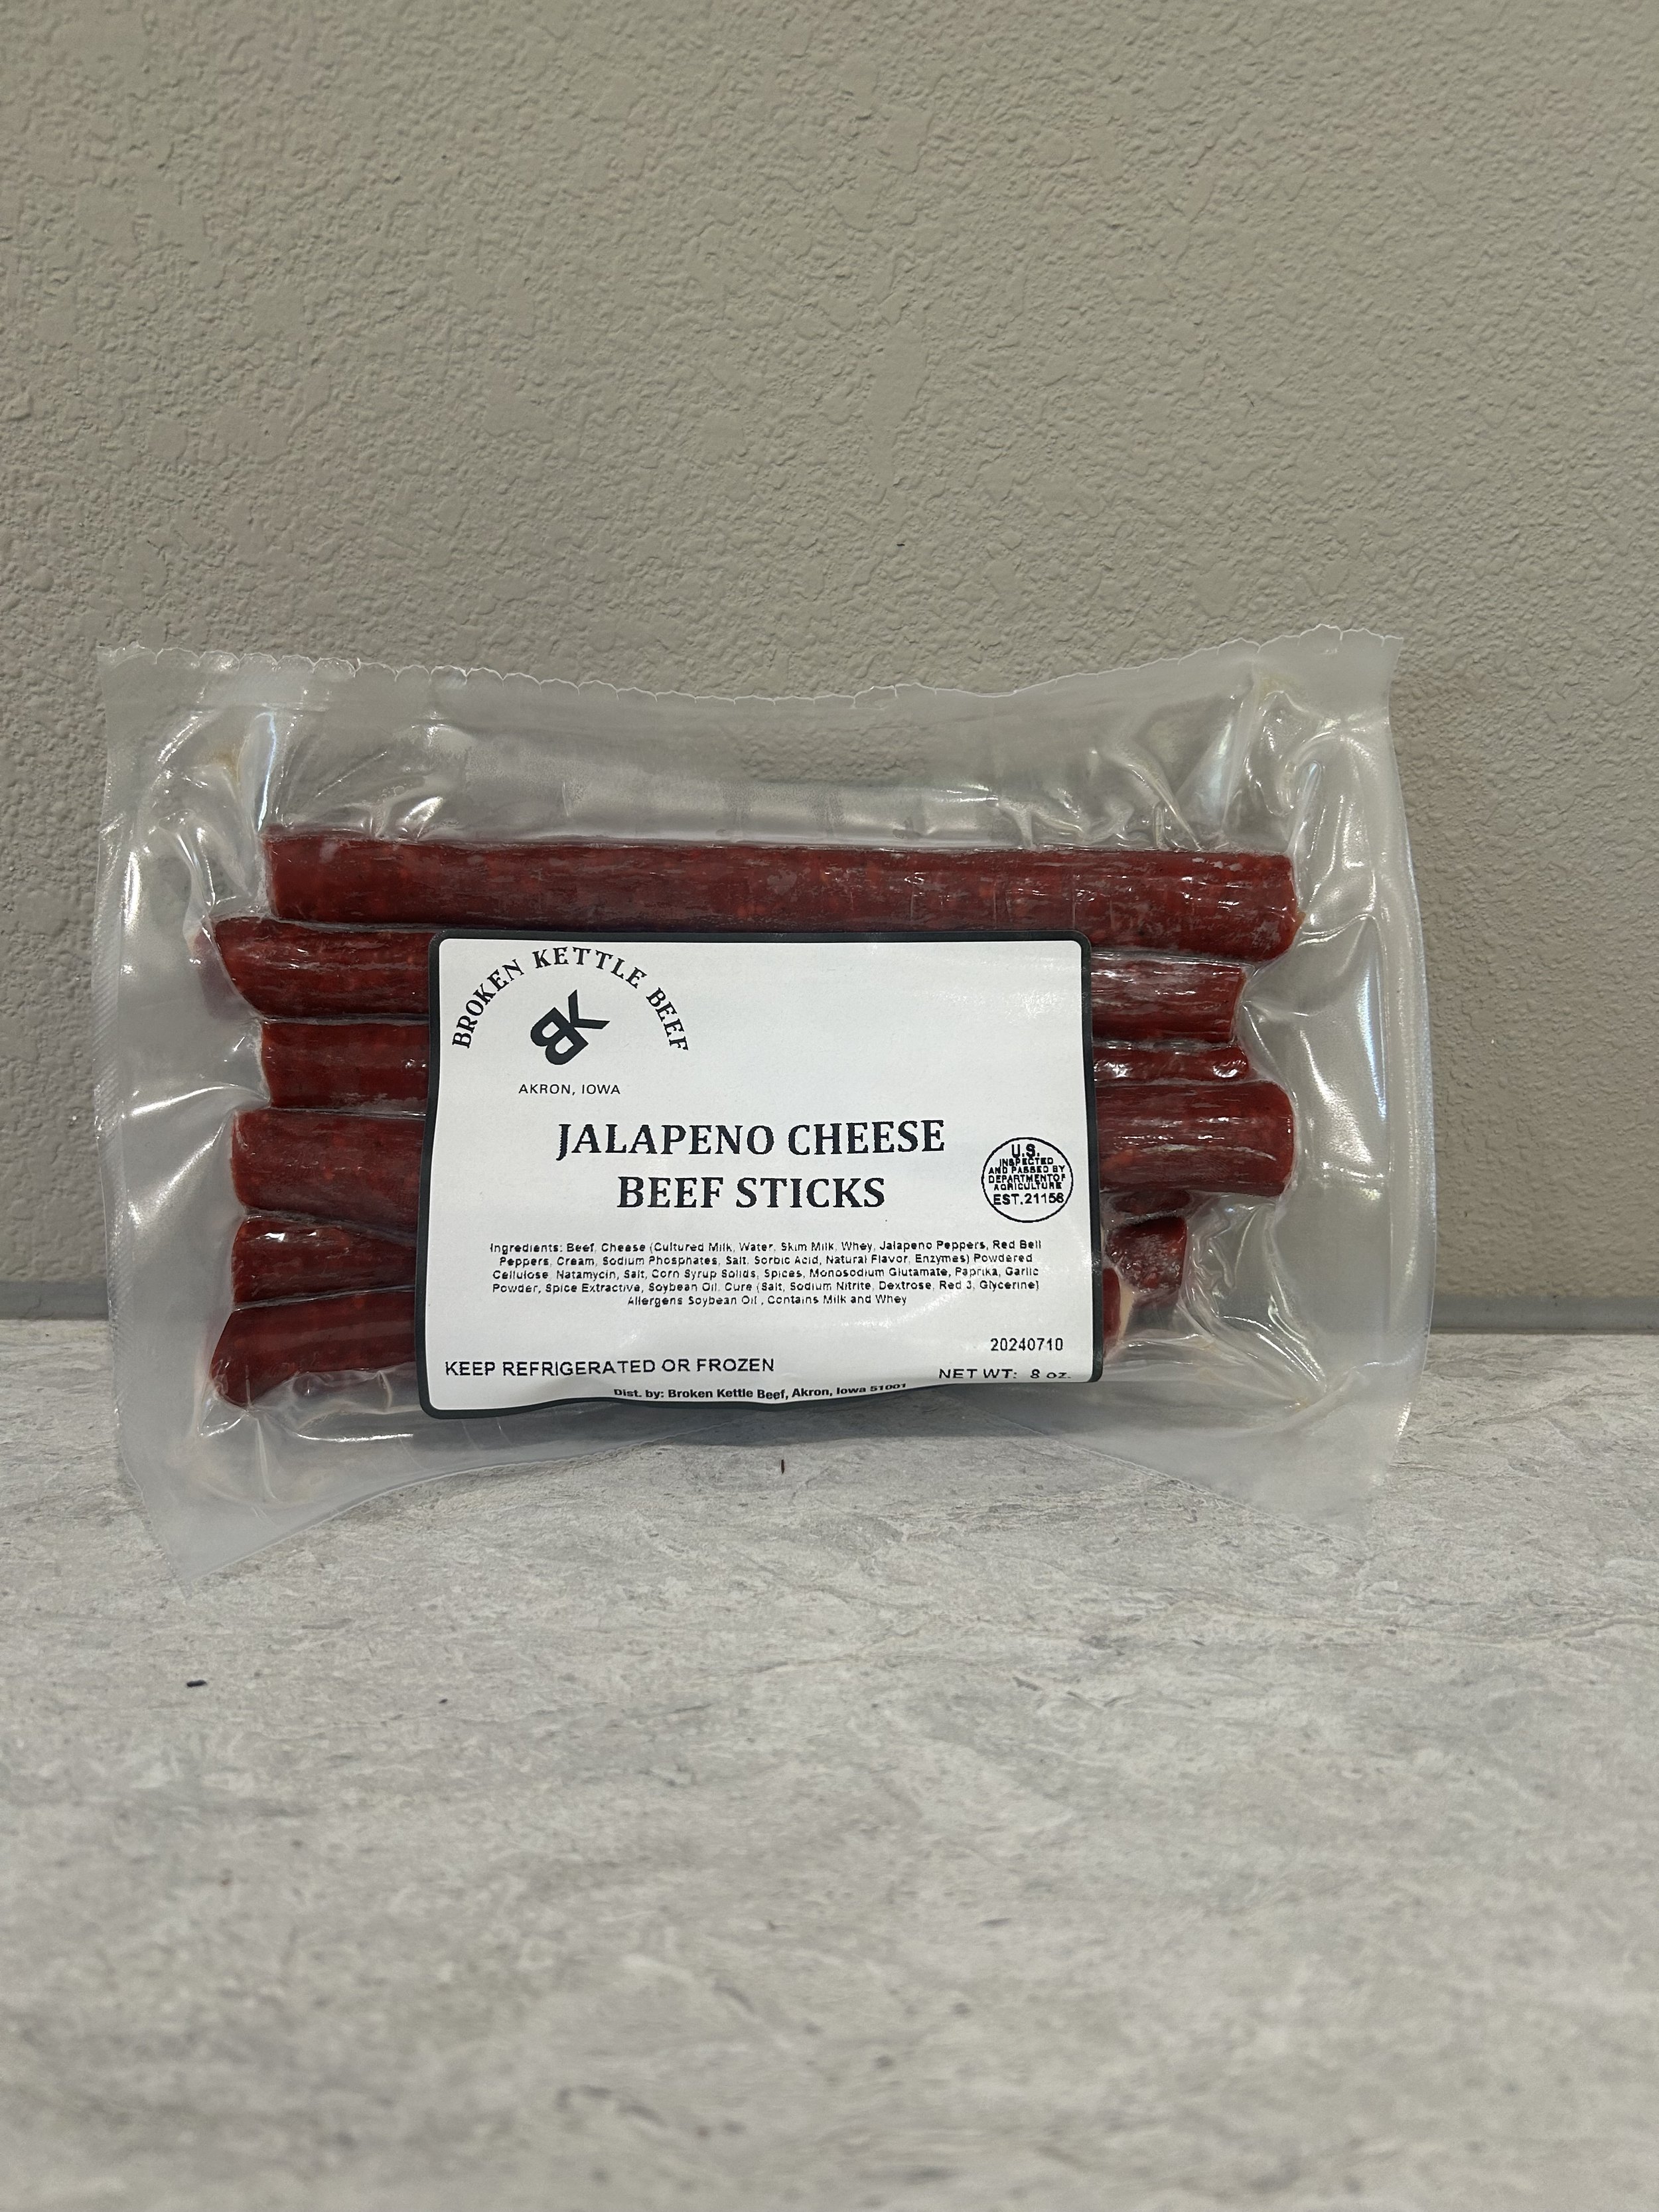 BROKEN KETTLE BEEF
BK
AKRON, IOWA
JALAPENO CHEESE
BEEF STICKS
U.S.
INSPECTED
AND PASSED BY
DEPARTMENT OF
AGRICULTURE
EST.21156
Ingredients: Beef, Cheese (Cultured Milk, Water, Skim Milk, Whey, Jalapeno Peppers, Red Bell
Peppers, Cream, Sodium Phosphates, Salt, Sorbic Acid, Natural Flavor, Enzymes) Powdered
Cellulose, Natamycin, Salt, Corn Syrup Solids, Spices, Monosodium Glutamate, Paprika, Garlic
Powder, Spice Extractive, Soybean Oil, Cure (Salt, Sodium Nitrite, Dextrose, Red 3, Glycerine)
Allergens Soybean Oil , Contains Milk and Whey
20240710
KEEP REFRIGERATED OR FROZEN
NET WT: 8 oz.
Dist. by: Broken Kettle Beef, Akron, Iowa 51001